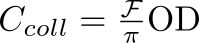 $C_{coll} = \frac{\mathcal{F}}{\pi} \mathrm{OD}$